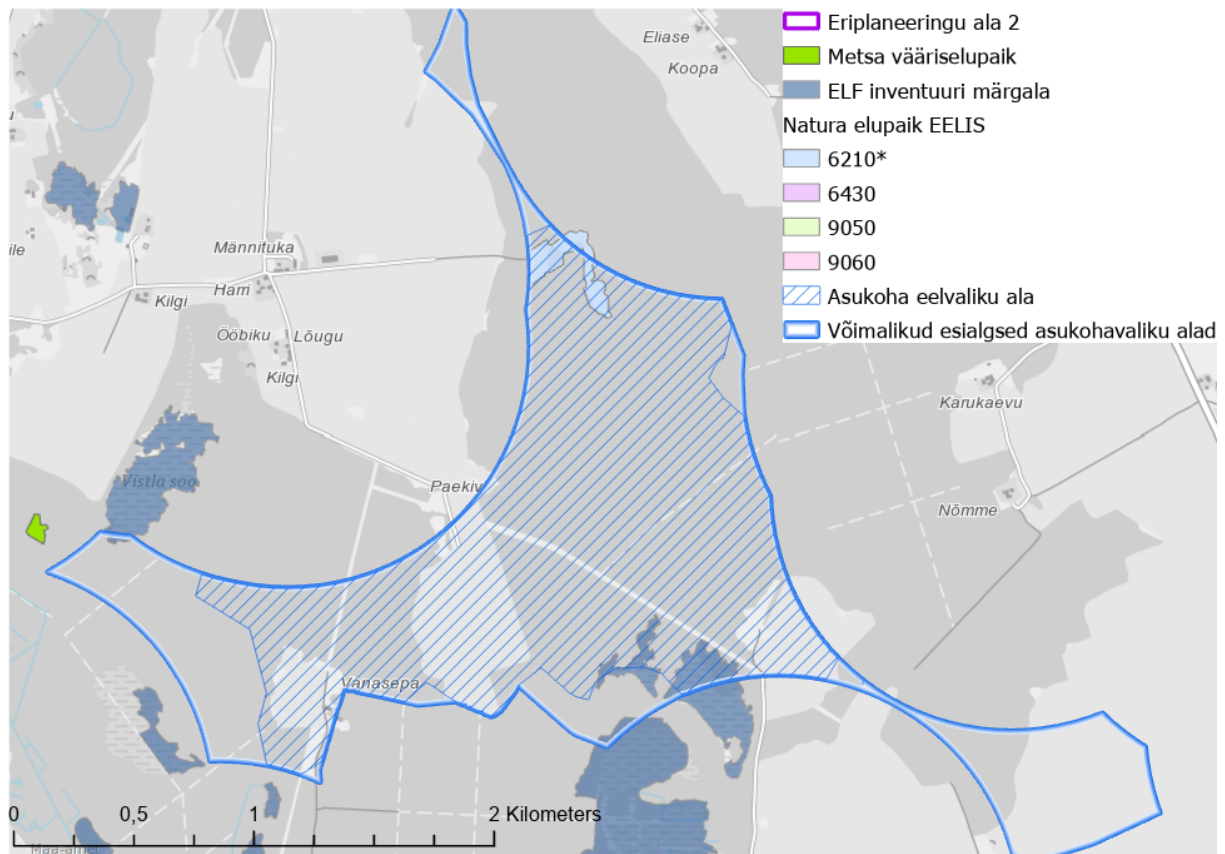 Eriplaneeringu ala 2
Metsa vääriselupaik
ELF inventuuri märgala
Natura elupaik EELIS
6210*
6430
9050
9060
Asukoha eelvaliku ala
Võimalikud esialgsed asukohavaliku alad
Eliase
Koopa
Männituka
Harri
Kilgi
Ööbiku
Lõugu
Kilgi
Karukaevu
Vistla soo
Paekiv
Nõmme
Vanasepa
0 0,5 1 2 Kilometers